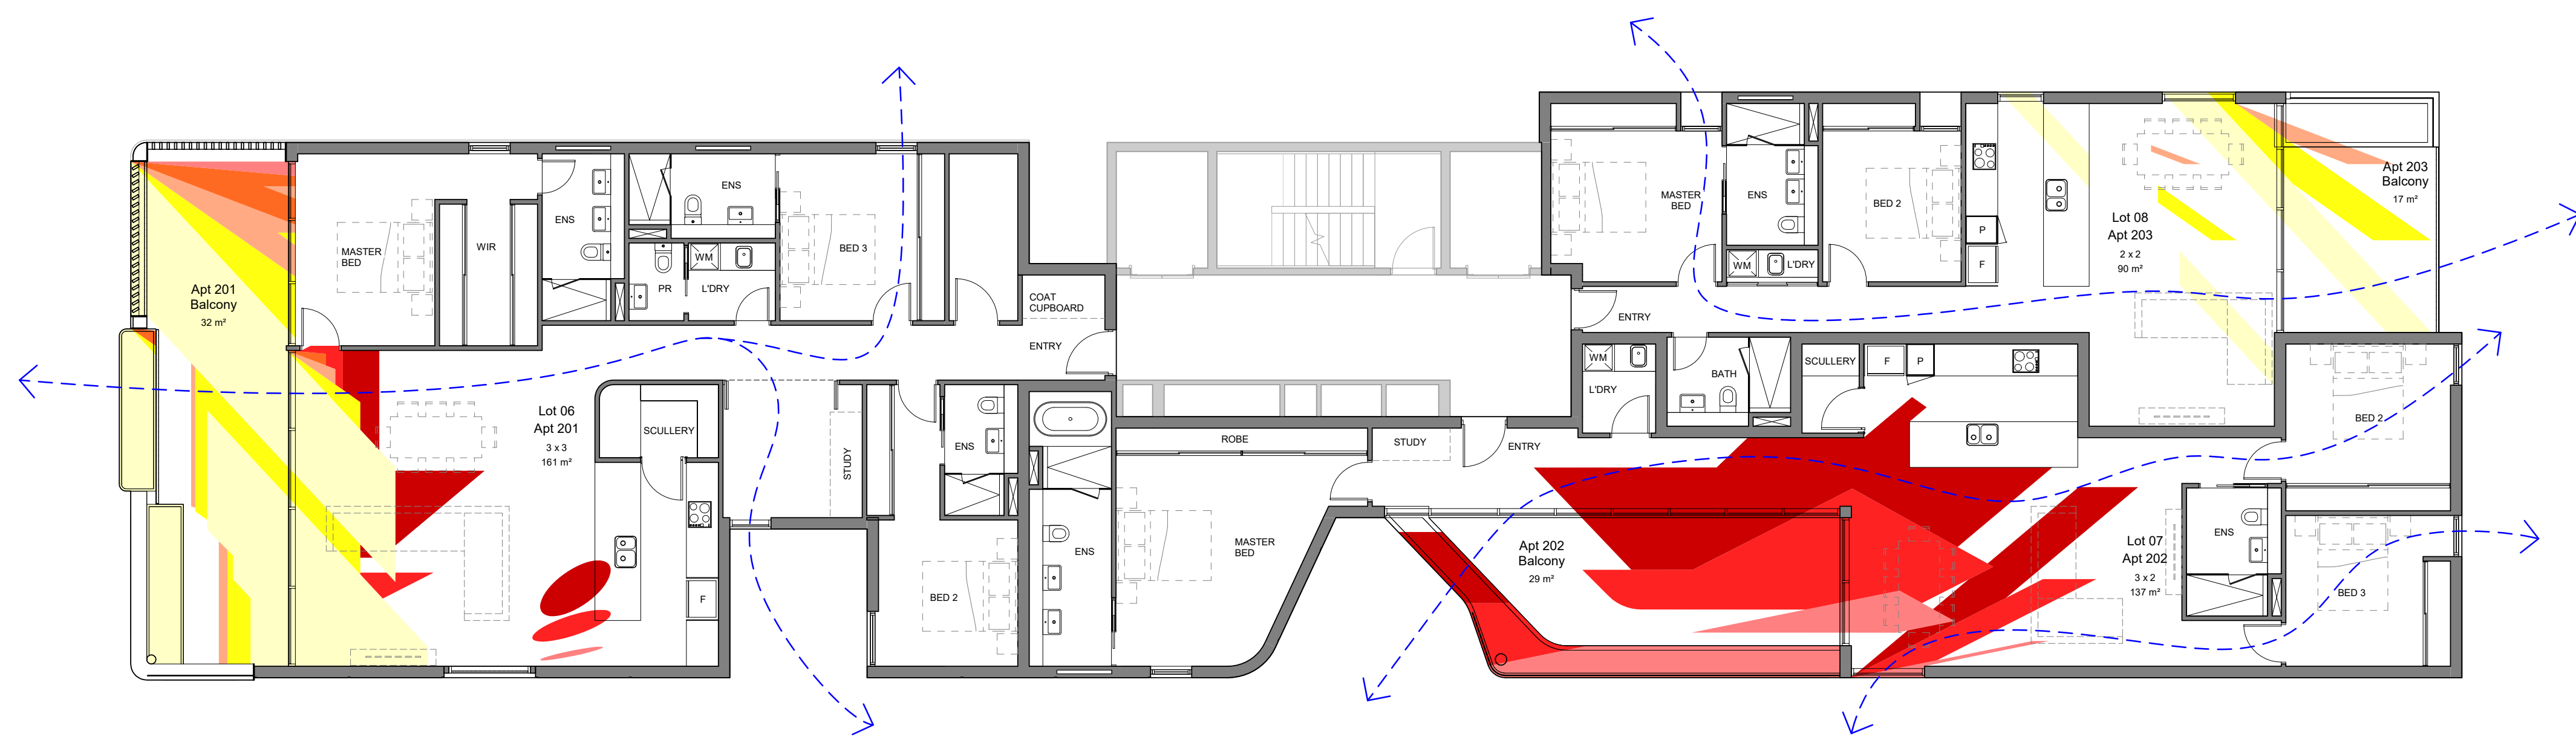 Apt 201
Balcony
32 m²
MASTER
BED
WIR
ENS
ENS
PR
WM
L'DRY
BED 3
COAT
CUPBOARD
ENTRY
Lot 06
Apt 201
3 x 3
161 m²
SCULLERY
F
STUDY
ENS
BED 2
ENS
ROBE
MASTER
BED
STUDY
ENTRY
Apt 202
Balcony
29 m²
MASTER
BED
ENS
WM
L'DRY
BED 2
ENTRY
P
F
Lot 08
Apt 203
2 x 2
90 m²
Apt 203
Balcony
17 m²
WM
L'DRY
BATH
SCULLERY
F
P
BED 2
Lot 07
Apt 202
3 x 2
137 m²
ENS
BED 3